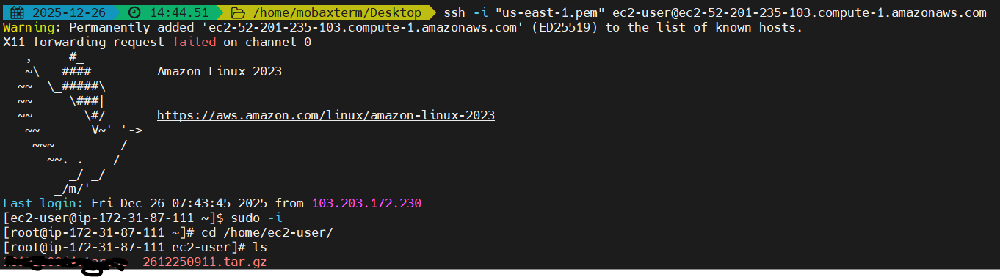 2025-12-26 14:44.51 /home/mobaxterm/Desktop ssh -i "us-east-1.pem" ec2-user@ec2-52-201-235-103.compute-1.amazonaws.com
Warning: Permanently added 'ec2-52-201-235-103.compute-1.amazonaws.com' (ED25519) to the list of known hosts.
X11 forwarding request failed on channel 0
   ,     #_
   ~\_  ####_        Amazon Linux 2023
  ~~  \_#####\
  ~~     \###|
  ~~       \#/ ___   https://aws.amazon.com/linux/amazon-linux-2023
   ~~       V~' '->
    ~~~         /
      ~~._.   _/
         _/ _/
       _/m/'
Last login: Fri Dec 26 07:43:45 2025 from 103.203.172.230
[ec2-user@ip-172-31-87-111 ~]$ sudo -i
[root@ip-172-31-87-111 ~]# cd /home/ec2-user/
[root@ip-172-31-87-111 ec2-user]# ls
2612250911.tar.gz